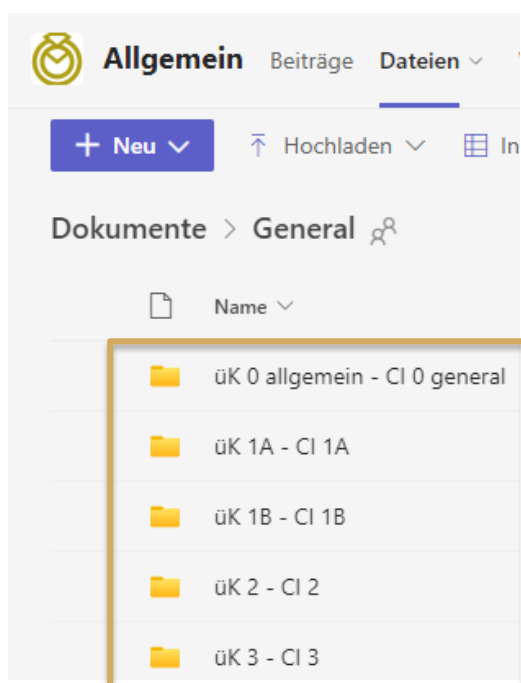 Allgemein Beiträge Dateien
+ Neu Hochladen In
Dokumente > General
Name
üK 0 allgemein - CI 0 general
üK 1A - CI 1A
üK 1B - CI 1B
üK 2 - CI 2
üK 3 - CI 3